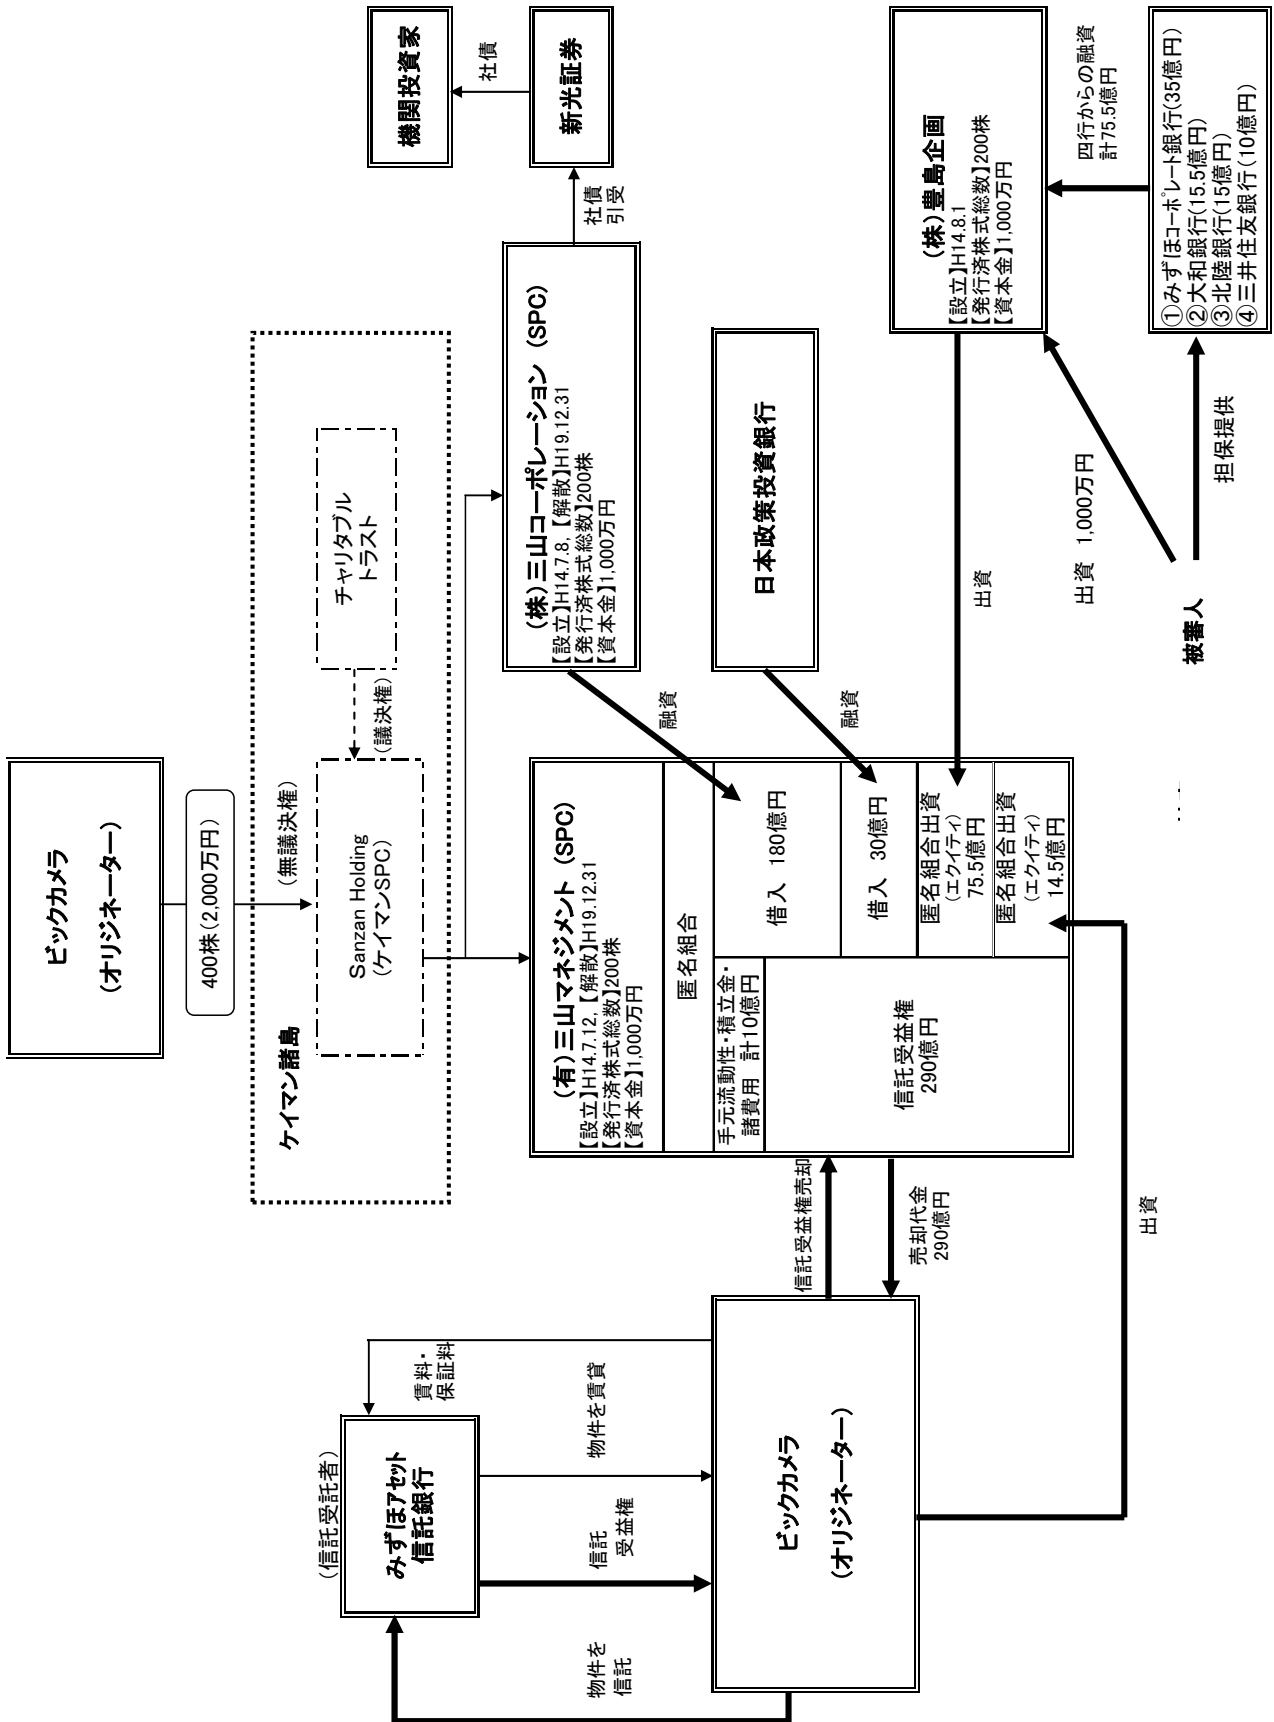 ビックカメラ
(オリジネーター)
400株(2,000万円)
(無議決権)
ケイマン諸島
Sanzan Holding
(ケイマンSPC)
(議決権)
チャリタブル
トラスト
機関投資家
社債
新光証券
社債
引受
(株)三山コーポレーション (SPC)
【設立】H14.7.8, 【解散】H19.12.31
【発行済株式総数】200株
【資本金】1,000万円
日本政策投資銀行
融資
融資
(有)三山マネジメント (SPC)
【設立】H14.7.12, 【解散】H19.12.31
【発行済株式総数】200株
【資本金】1,000万円
匿名組合
手元流動性・積立金・
諸費用 計10億円
信託受益権
290億円
借入 180億円
借入 30億円
匿名組合出資
(エクイティ)
75.5億円
匿名組合出資
(エクイティ)
14.5億円
(株)豊島企画
【設立】H14.8.1
【発行済株式総数】200株
【資本金】1,000万円
出資
四行からの融資
計75.5億円
①みずほコーポレート銀行(35億円)
②大和銀行(15.5億円)
③北陸銀行(15億円)
④三井住友銀行(10億円)
出資 1,000万円
担保提供
被審人
(信託受託者)
みずほアセット
信託銀行
賃料・
保証料
物件を賃貸
信託
受益権
物件を
信託
ビックカメラ
(オリジネーター)
信託受益権売却
売却代金
290億円
出資